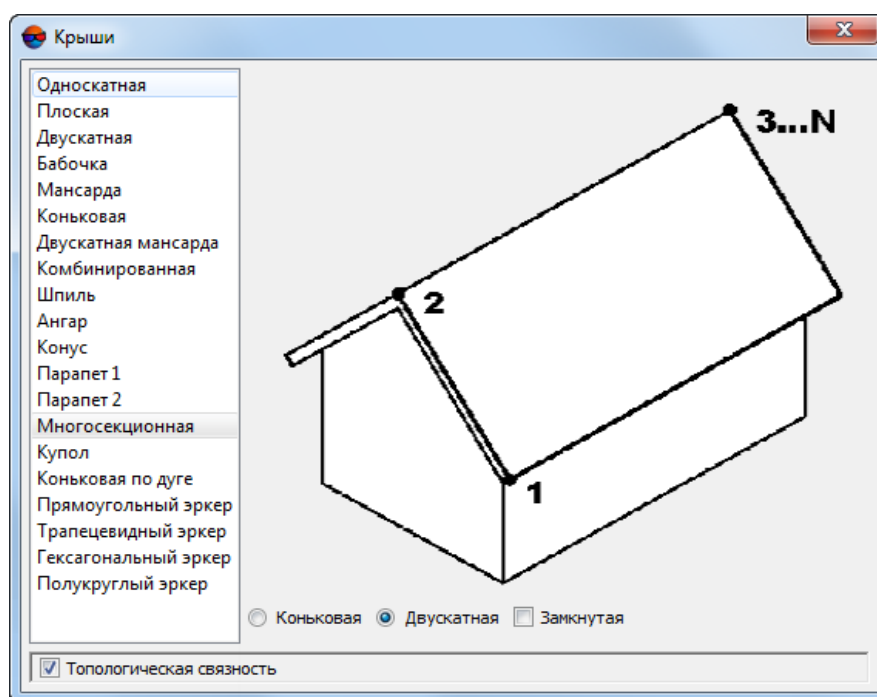 Крыши
Односкатная
Плоская
Двускатная
Бабочка
Мансарда
Коньковая
Двускатная мансарда
Комбинированная
Шпиль
Ангар
Конус
Парапет 1
Парапет 2
Многосекционная
Купол
Коньковая по дуге
Прямоугольный эркер
Трапецевидный эркер
Гексагональный эркер
Полукруглый эркер
3...N
2
1
Коньковая Двускатная Замкнутая
Топологическая связность